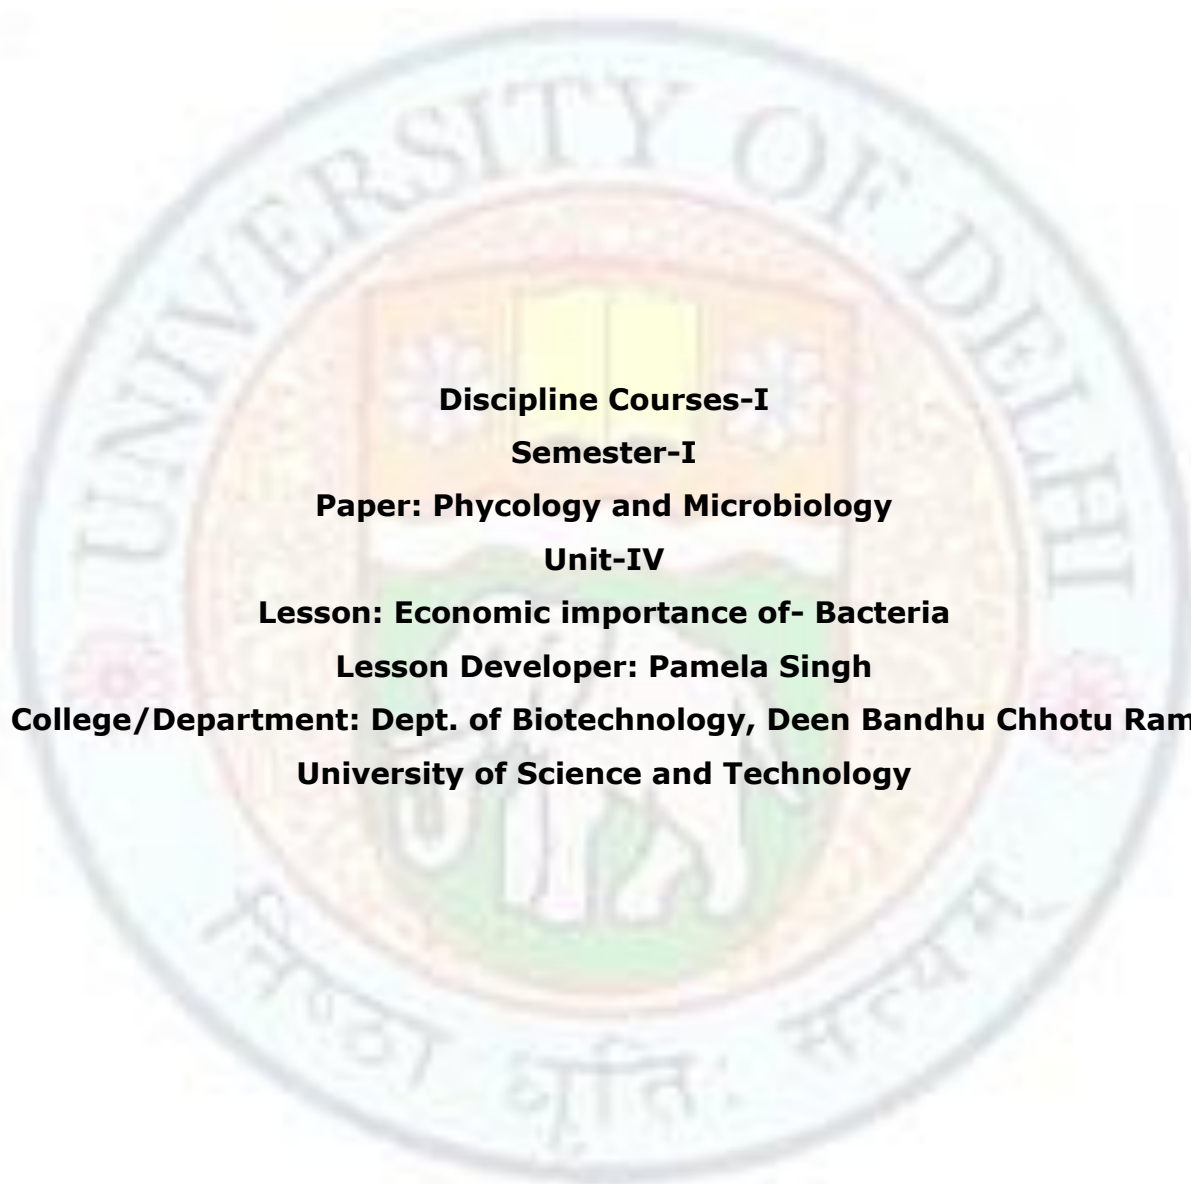 UNIVERSITY OF DELHI
Discipline Courses-I
Semester-I
Paper: Phycology and Microbiology
Unit-IV
Lesson: Economic importance of- Bacteria
Lesson Developer: Pamela Singh
College/Department: Dept. of Biotechnology, Deen Bandhu Chhotu Ram
University of Science and Technology